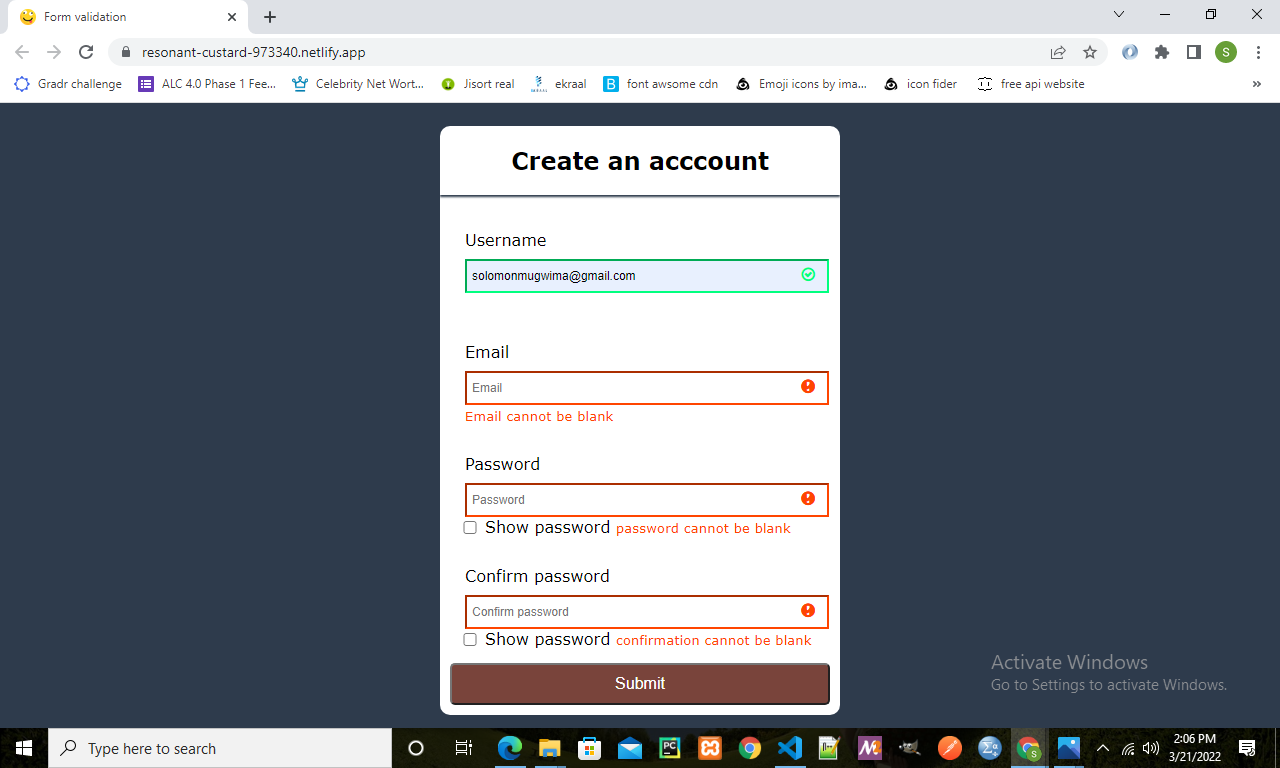 Form validation
resonant-custard-973340.netlify.app
S
Gradr challenge
ALC 4.0 Phase 1 Fee...
Celebrity Net Wort...
Jisort real
ekraal
B
font awsome cdn
Emoji icons by ima...
icon fider
free api website
»
Create an acccount
Username
solomonmugwima@gmail.com
Email
Email
Email cannot be blank
Password
Password
Show password password cannot be blank
Confirm password
Confirm password
Show password confirmation cannot be blank
Submit
Activate Windows
Go to Settings to activate Windows.
Type here to search
PC
2:06 PM
3/21/2022